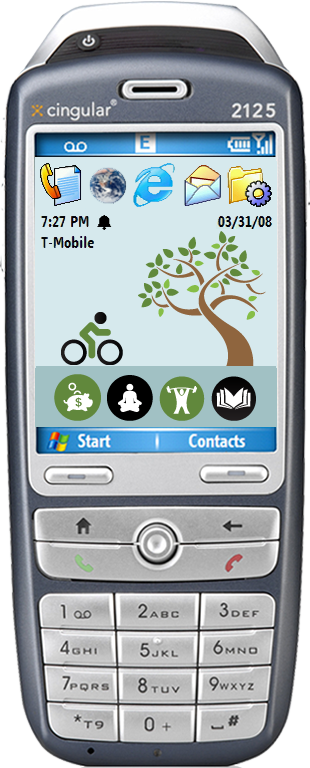 cingular®
2125
E
7:27 PM
03/31/08
T-Mobile
$
Start
Contacts
1
2ABC
3DEF
4GHI
5JKL
6MNO
7PQRS
8TUV
9WXYZ
*T9
0 +
#